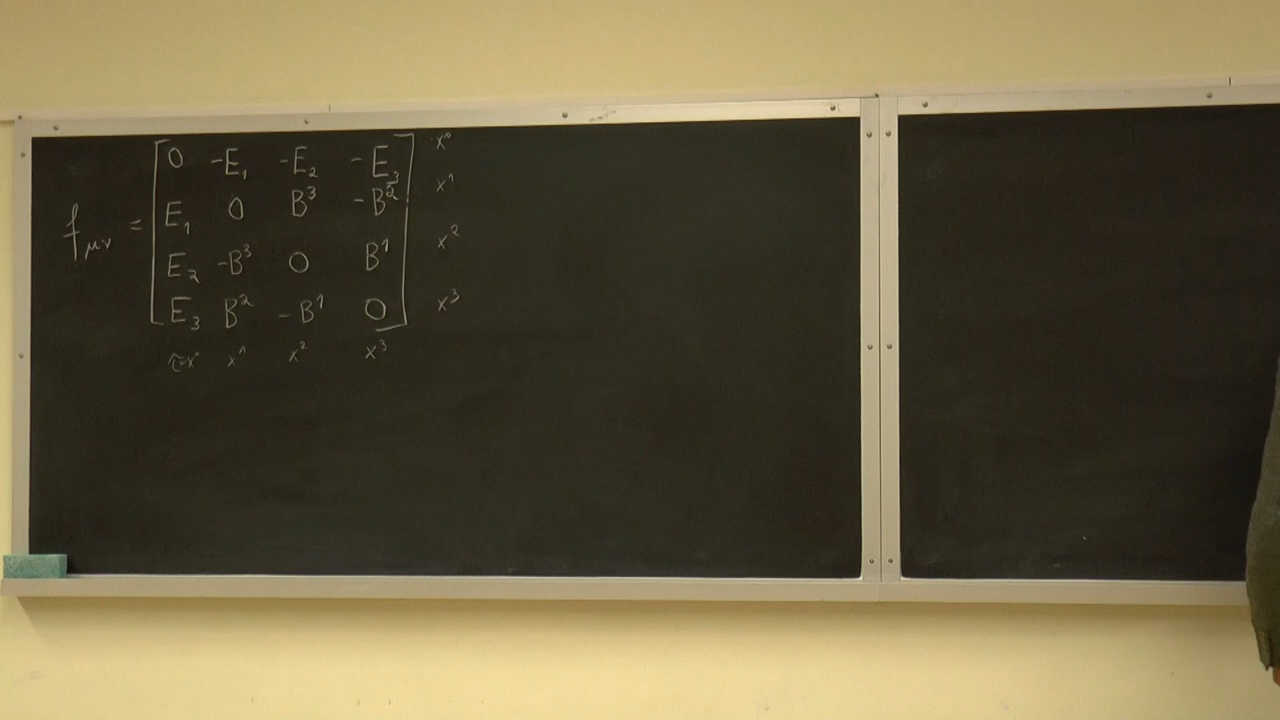 0 -E₁ -E₂ -E₃ x⁰
E₁ 0 B³ -B² x¹
f_μν =
E₂ -B³ 0 B¹ x²
E₃ B² -B¹ 0 x³
x⁰ x¹ x² x³